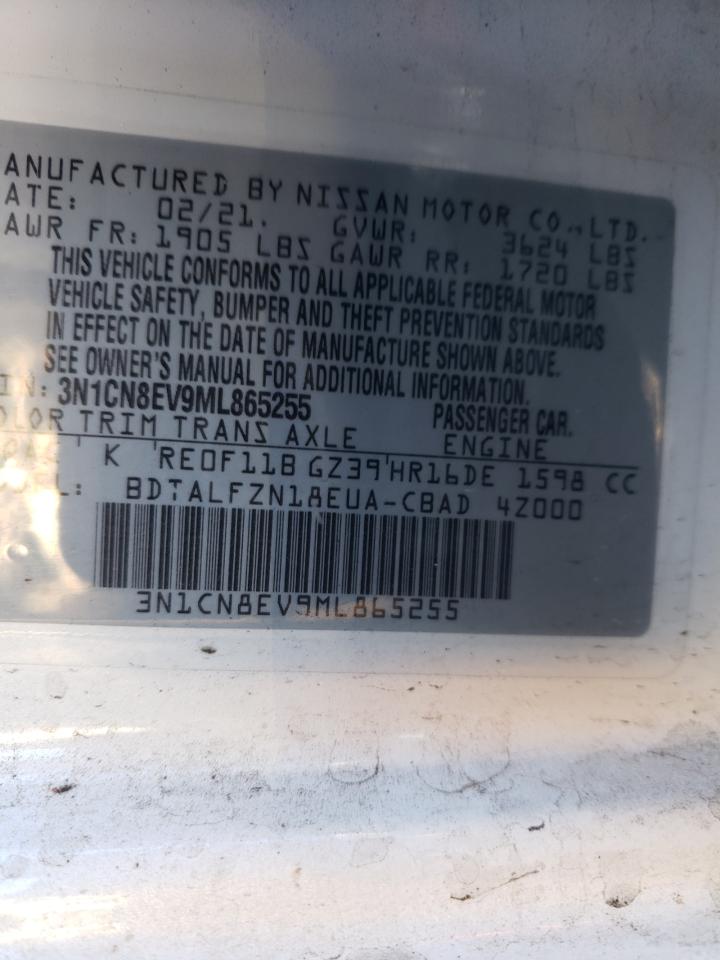 ANUFACTURED BY NISSAN MOTOR CO., LTD.
ATE: 02/21. GVWR: 3624 LBS
AWR FR: 1905 LBS GAWR RR: 1720 LBS
THIS VEHICLE CONFORMS TO ALL APPLICABLE FEDERAL MOTOR
VEHICLE SAFETY, BUMPER AND THEFT PREVENTION STANDARDS
IN EFFECT ON THE DATE OF MANUFACTURE SHOWN ABOVE.
SEE OWNER'S MANUAL FOR ADDITIONAL INFORMATION.
IN: 3N1CN8EV9ML865255 PASSENGER CAR.
OLOR TRIM TRANS AXLE ENGINE
K RE0F11B GZ39 HR16DE 1598 CC
EL: BDTALFZN18EUA-CBAD 4Z000
3N1CN8EV9ML865255